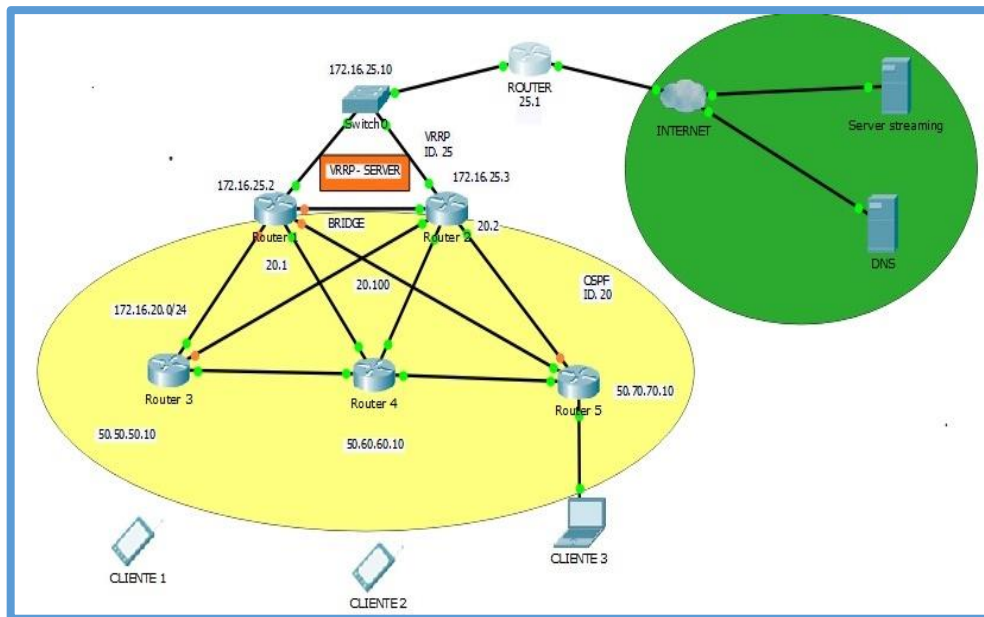 172.16.25.10
ROUTER
25.1
Switch0
INTERNET
Server streaming
VRRP
ID. 25
VRRP - SERVER
172.16.25.2
172.16.25.3
BRIDGE
Router 1
Router 2
20.2
DNS
20.1
20.100
OSPF
ID. 20
172.16.20.0/24
Router 3
Router 4
Router 5
50.70.70.10
50.50.50.10
50.60.60.10
CLIENTE 1
CLIENTE 2
CLIENTE 3